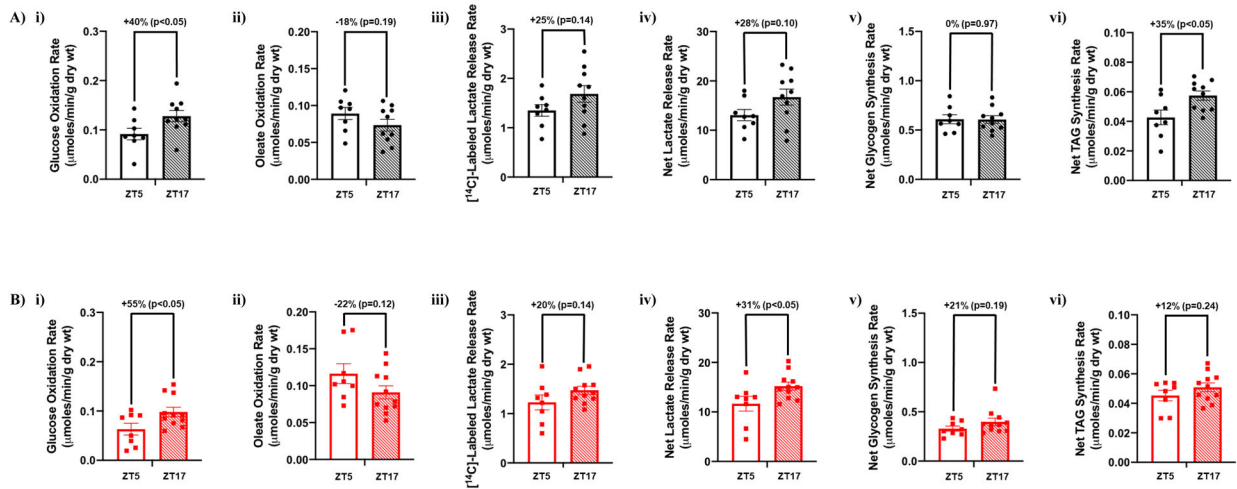 A) i)
+40% (p<0.05)
Glucose Oxidation Rate
(μmoles/min/g dry wt)
0.3
0.2
0.1
0.0
ZT5 ZT17
ii)
-18% (p=0.19)
Oleate Oxidation Rate
(μmoles/min/g dry wt)
0.20
0.15
0.10
0.05
0.00
ZT5 ZT17
iii)
+25% (p=0.14)
[¹⁴C]-Labeled Lactate Release Rate
(μmoles/min/g dry wt)
3
2
1
0
ZT5 ZT17
iv)
+28% (p=0.10)
Net Lactate Release Rate
(μmoles/min/g dry wt)
30
20
10
0
ZT5 ZT17
v)
0% (p=0.97)
Net Glycogen Synthesis Rate
(μmoles/min/g dry wt)
1.5
1.0
0.5
0.0
ZT5 ZT17
vi)
+35% (p<0.05)
Net TAG Synthesis Rate
(μmoles/min/g dry wt)
0.10
0.08
0.06
0.04
0.02
0.00
ZT5 ZT17
B) i)
+55% (p<0.05)
Glucose Oxidation Rate
(μmoles/min/g dry wt)
0.3
0.2
0.1
0.0
ZT5 ZT17
ii)
-22% (p=0.12)
Oleate Oxidation Rate
(μmoles/min/g dry wt)
0.20
0.15
0.10
0.05
0.00
ZT5 ZT17
iii)
+20% (p=0.14)
[¹⁴C]-Labeled Lactate Release Rate
(μmoles/min/g dry wt)
3
2
1
0
ZT5 ZT17
iv)
+31% (p<0.05)
Net Lactate Release Rate
(μmoles/min/g dry wt)
30
20
10
0
ZT5 ZT17
v)
+21% (p=0.19)
Net Glycogen Synthesis Rate
(μmoles/min/g dry wt)
1.5
1.0
0.5
0.0
ZT5 ZT17
vi)
+12% (p=0.24)
Net TAG Synthesis Rate
(μmoles/min/g dry wt)
0.10
0.08
0.06
0.04
0.02
0.00
ZT5 ZT17